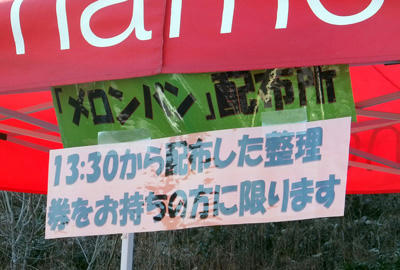 name
「メロンパン」配布所
13:30から配布した整理
券をお持ちの方に限ります